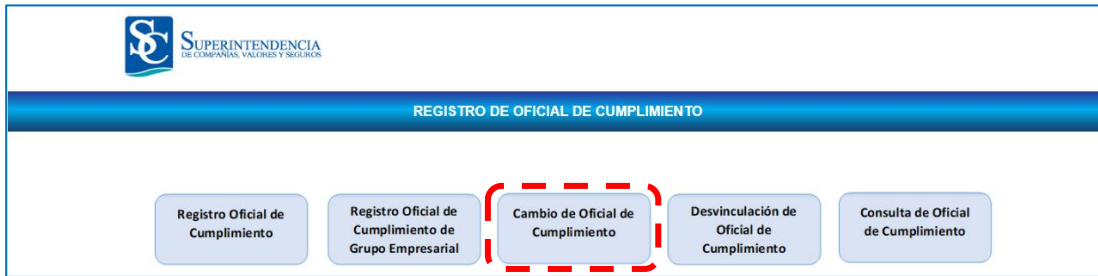 SC
SUPERINTENDENCIA
DE COMPAÑÍAS, VALORES Y SEGUROS
REGISTRO DE OFICIAL DE CUMPLIMIENTO
Registro Oficial de
Cumplimiento
Registro Oficial de
Cumplimiento de
Grupo Empresarial
Cambio de Oficial de
Cumplimiento
Desvinculación de
Oficial de
Cumplimiento
Consulta de Oficial
de Cumplimiento